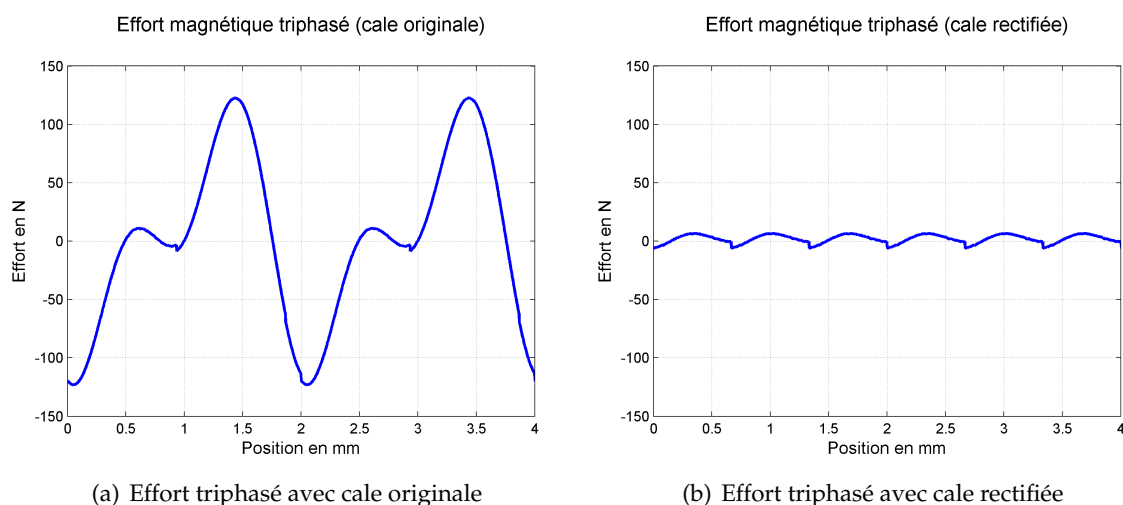 Effort magnétique triphasé (cale originale)
150
100
50
0
-50
-100
-150
0 0.5 1 1.5 2 2.5 3 3.5 4
Effort en N
Position en mm
(a) Effort triphasé avec cale originale
Effort magnétique triphasé (cale rectifiée)
150
100
50
0
-50
-100
-150
0 0.5 1 1.5 2 2.5 3 3.5 4
Effort en N
Position en mm
(b) Effort triphasé avec cale rectifiée